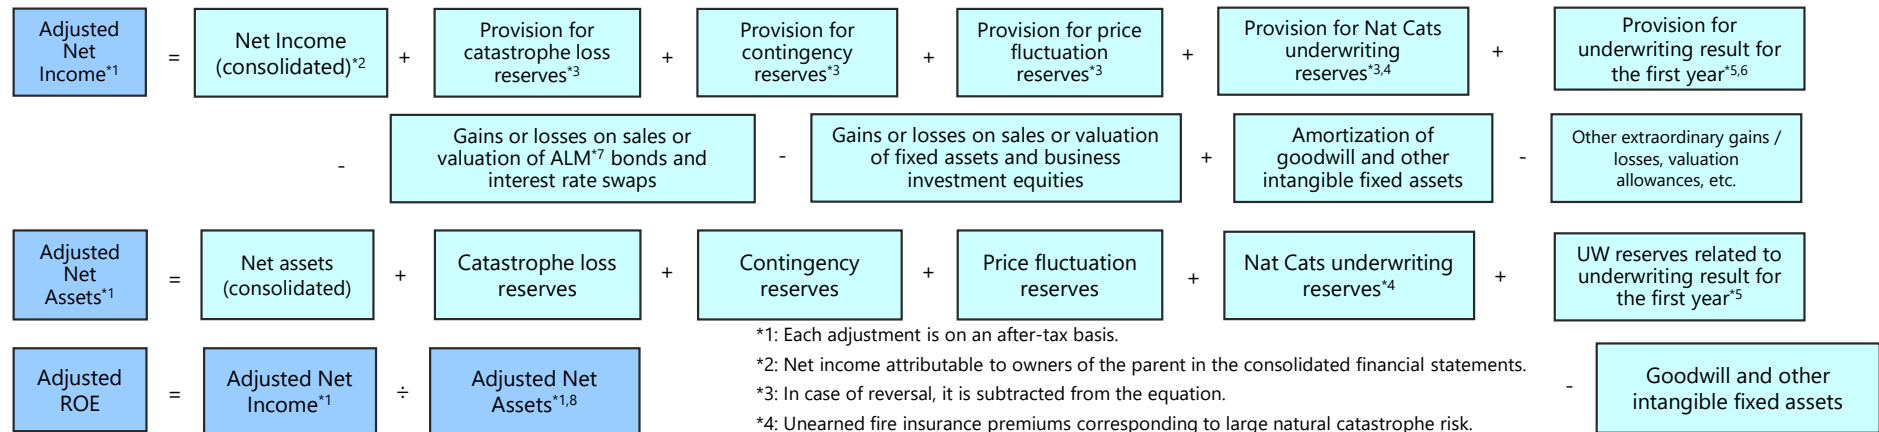 Adjusted
Net
Income*1
=
Net Income
(consolidated)*2
+
Provision for
catastrophe loss
reserves*3
+
Provision for
contingency
reserves*3
+
Provision for price
fluctuation
reserves*3
+
Provision for Nat Cats
underwriting
reserves*3,4
+
Provision for
underwriting result for
the first year*5,6
-
Gains or losses on sales or
valuation of ALM*7 bonds and
interest rate swaps
-
Gains or losses on sales or valuation
of fixed assets and business
investment equities
+
Amortization of
goodwill and other
intangible fixed assets
-
Other extraordinary gains /
losses, valuation
allowances, etc.
Adjusted
Net
Assets*1
=
Net assets
(consolidated)
+
Catastrophe loss
reserves
+
Contingency
reserves
+
Price fluctuation
reserves
+
Nat Cats underwriting
reserves*4
+
UW reserves related to
underwriting result for
the first year*5
-
Goodwill and other
intangible fixed assets
Adjusted
ROE
=
Adjusted Net
Income*1
÷
Adjusted Net
Assets*1,8
*1: Each adjustment is on an after-tax basis.
*2: Net income attributable to owners of the parent in the consolidated financial statements.
*3: In case of reversal, it is subtracted from the equation.
*4: Unearned fire insurance premiums corresponding to large natural catastrophe risk.